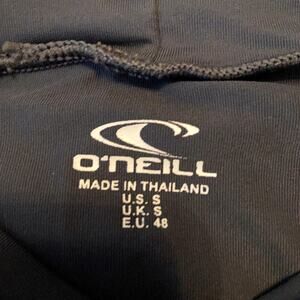 O'NEILL
MADE IN THAILAND
U.S. S
U.K. S
E.U. 48